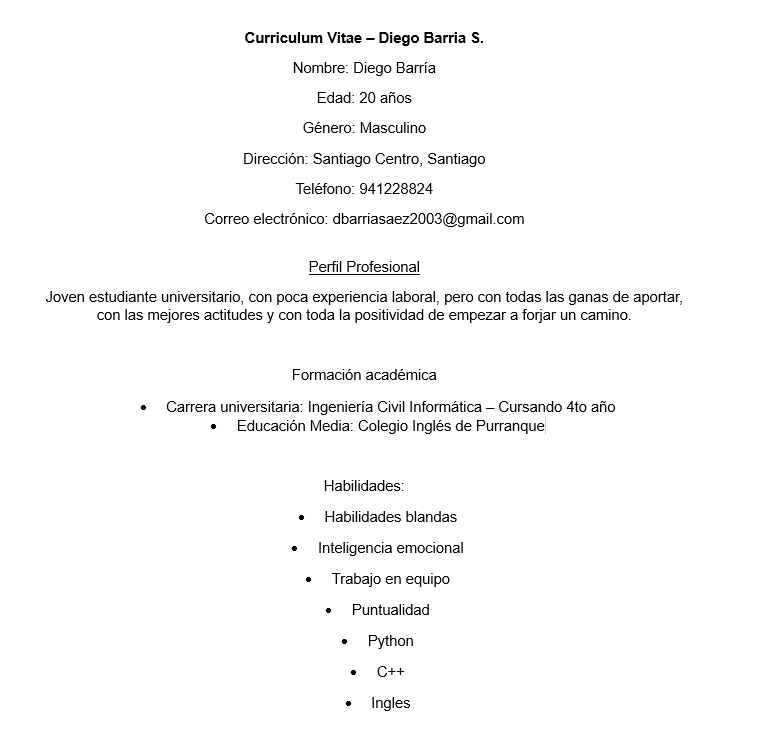 Curriculum Vitae – Diego Barria S.
Nombre: Diego Barría
Edad: 20 años
Género: Masculino
Dirección: Santiago Centro, Santiago
Teléfono: 941228824
Correo electrónico: dbarriasaez2003@gmail.com
Perfil Profesional
Joven estudiante universitario, con poca experiencia laboral, pero con todas las ganas de aportar,
con las mejores actitudes y con toda la positividad de empezar a forjar un camino.
Formación académica
• Carrera universitaria: Ingeniería Civil Informática – Cursando 4to año
• Educación Media: Colegio Inglés de Purranque
Habilidades:
• Habilidades blandas
• Inteligencia emocional
• Trabajo en equipo
• Puntualidad
• Python
• C++
• Ingles